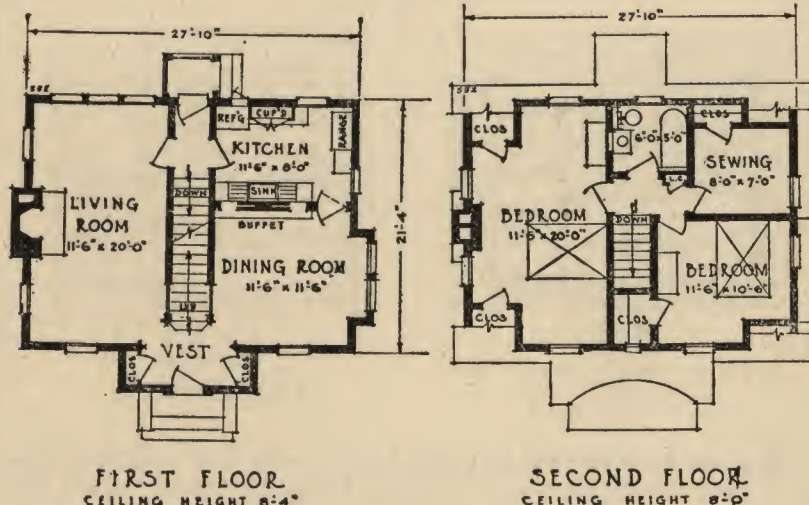 27'-10"
REF'G
CUP'D
RANGE
KITCHEN
11'-6" x 8'-0"
DOWN
SINK
BUFFET
LIVING
ROOM
11'-6" x 20'-0"
DINING ROOM
11'-6" x 11'-6"
UP
VEST
CLOS
CLOS
21'-4"
FIRST FLOOR
CEILING HEIGHT 8'-4"
27'-10"
CLOS
CLOS
6'-0" x 5'-0"
SEWING
8'-0" x 7'-0"
L.C.
BEDROOM
11'-6" x 20'-0"
DOWN
BEDROOM
11'-6" x 10'-6"
CLOS
CLOS
SECOND FLOOR
CEILING HEIGHT 8'-0"